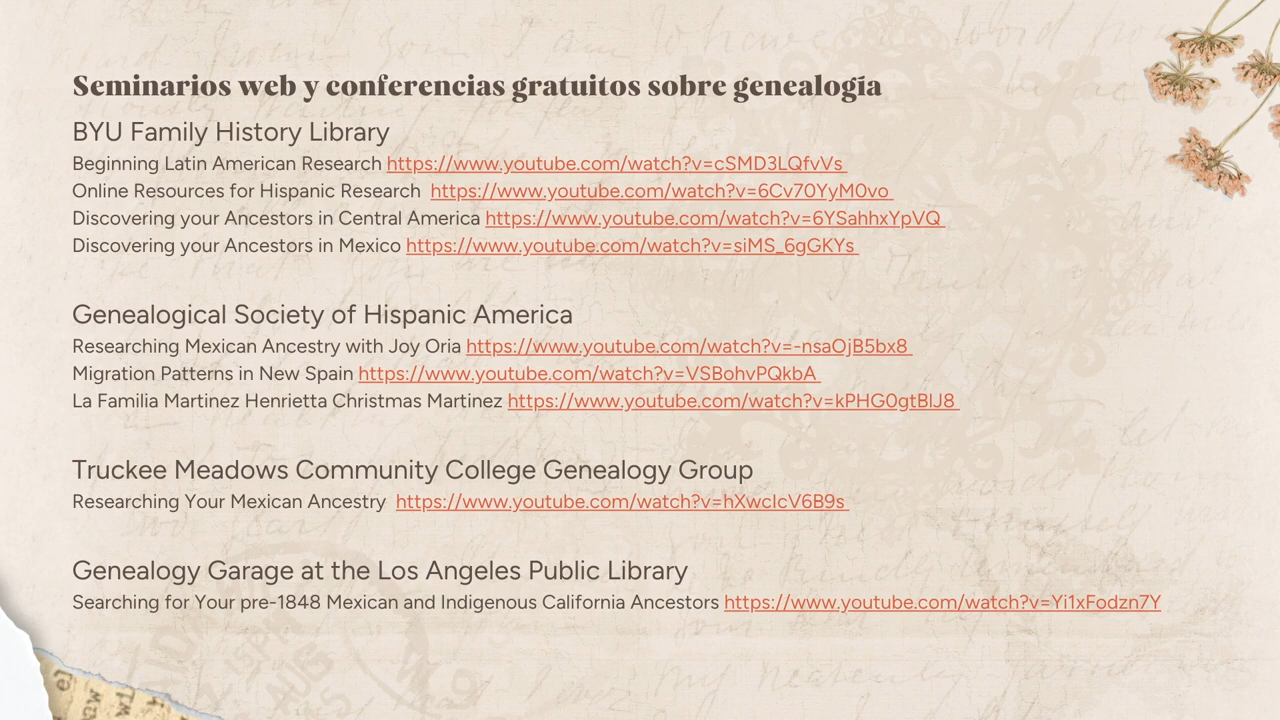 Seminarios web y conferencias gratuitos sobre genealogía
BYU Family History Library
Beginning Latin American Research https://www.youtube.com/watch?v=cSMD3LQfvVs
Online Resources for Hispanic Research https://www.youtube.com/watch?v=6Cv70YyM0vo
Discovering your Ancestors in Central America https://www.youtube.com/watch?v=6YSahhxYpVQ
Discovering your Ancestors in Mexico https://www.youtube.com/watch?v=siMS_6gGKYs
Genealogical Society of Hispanic America
Researching Mexican Ancestry with Joy Oria https://www.youtube.com/watch?v=-nsaOjB5bx8
Migration Patterns in New Spain https://www.youtube.com/watch?v=VSBohvPQkbA
La Familia Martinez Henrietta Christmas Martinez https://www.youtube.com/watch?v=kPHG0gtBlJ8
Truckee Meadows Community College Genealogy Group
Researching Your Mexican Ancestry https://www.youtube.com/watch?v=hXwcIcV6B9s
Genealogy Garage at the Los Angeles Public Library
Searching for Your pre-1848 Mexican and Indigenous California Ancestors https://www.youtube.com/watch?v=Yi1xFodzn7Y